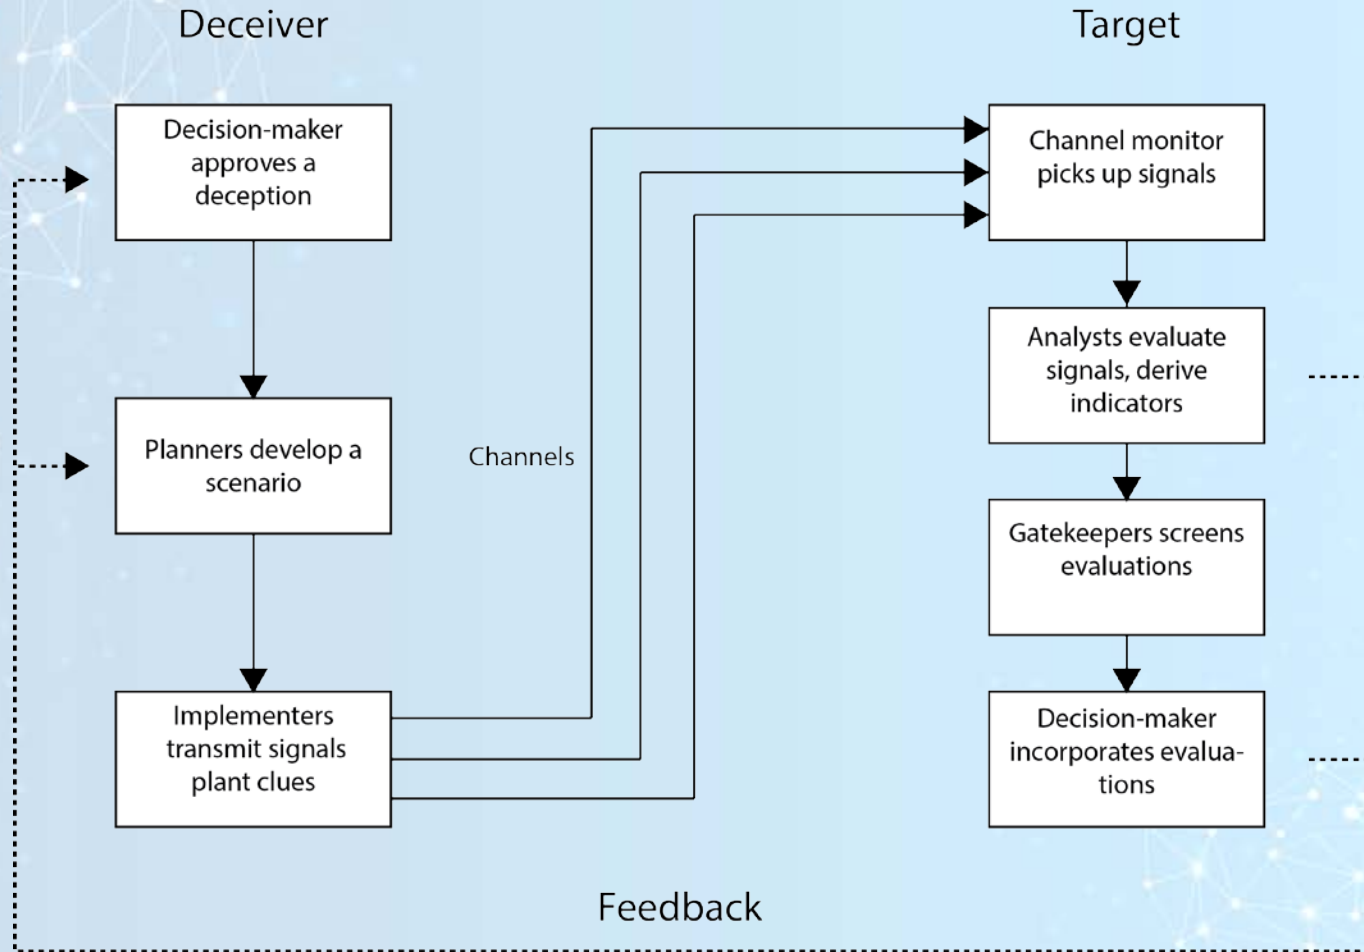 Deceiver
Target
Decision-maker
approves a
deception
Planners develop a
scenario
Implementers
transmit signals
plant clues
Channels
Channel monitor
picks up signals
Analysts evaluate
signals, derive
indicators
Gatekeepers screens
evaluations
Decision-maker
incorporates evalua-
tions
Feedback